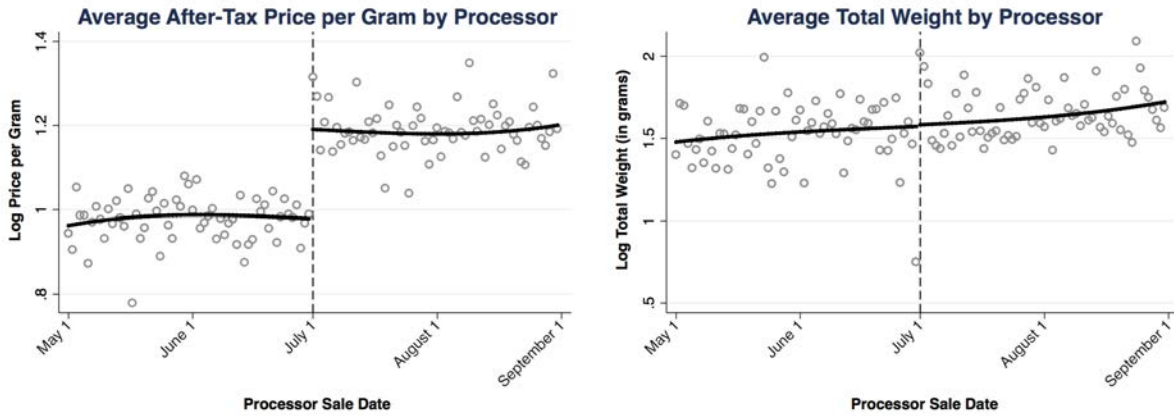 Average After-Tax Price per Gram by Processor
Log Price per Gram
1.4
1.2
1
.8
May 1
June 1
July 1
August 1
September 1
Processor Sale Date
Average Total Weight by Processor
Log Total Weight (in grams)
2
1.5
1
.5
May 1
June 1
July 1
August 1
September 1
Processor Sale Date